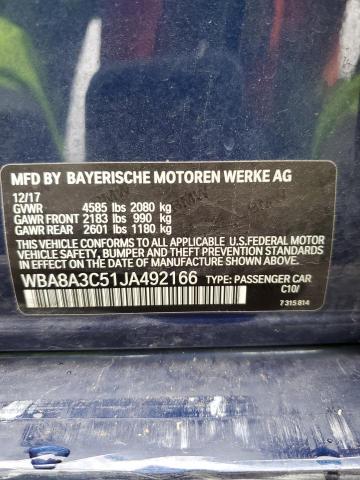 MFD BY BAYERISCHE MOTOREN WERKE AG
12/17
GVWR 4585 lbs 2080 kg
GAWR FRONT 2183 lbs 990 kg
GAWR REAR 2601 lbs 1180 kg
THIS VEHICLE CONFORMS TO ALL APPLICABLE U.S.FEDERAL MOTOR
VEHICLE SAFETY, BUMPER, AND THEFT PREVENTION STANDARDS
IN EFFECT ON THE DATE OF MANUFACTURE SHOWN ABOVE.
WBA8A3C51JA492166 TYPE: PASSENGER CAR
C10/
7 315 814